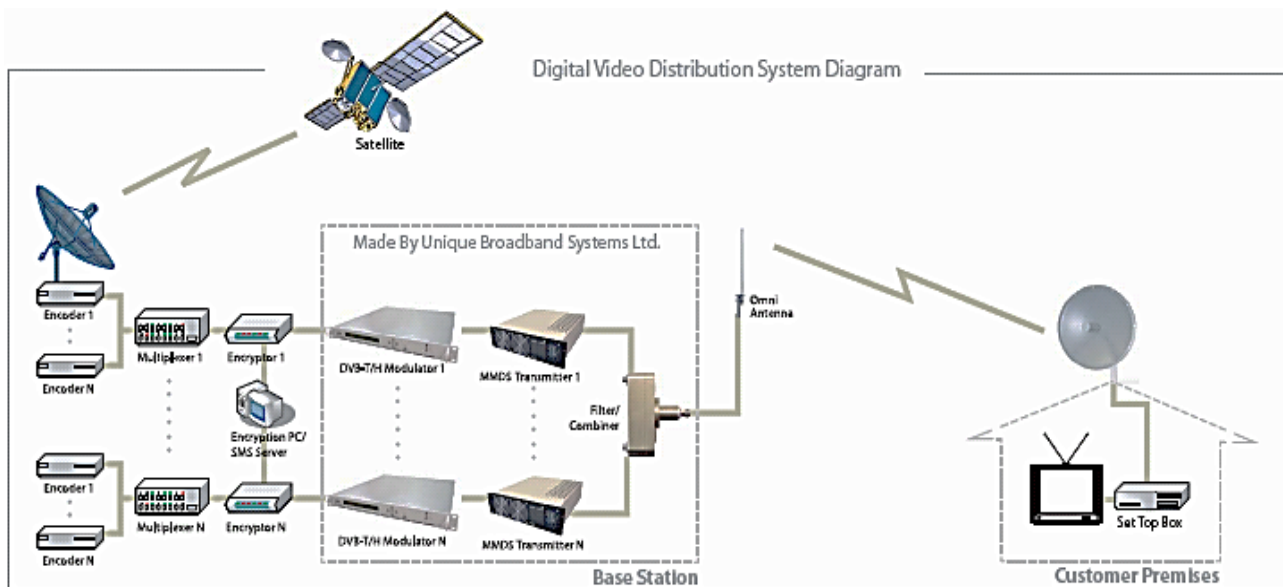 Digital Video Distribution System Diagram
Satellite
Made By Unique Broadband Systems Ltd.
Encoder 1
Encoder N
Multiplexer 1
Encryptor 1
DVB-T/H Modulator 1
MMDS Transmitter 1
Filter/
Combiner
Omni
Antenna
Encryption PC/
SMS Server
Encoder 1
Encoder N
Multiplexer N
Encryptor N
DVB-T/H Modulator N
MMDS Transmitter N
Base Station
Set Top Box
Customer Premises